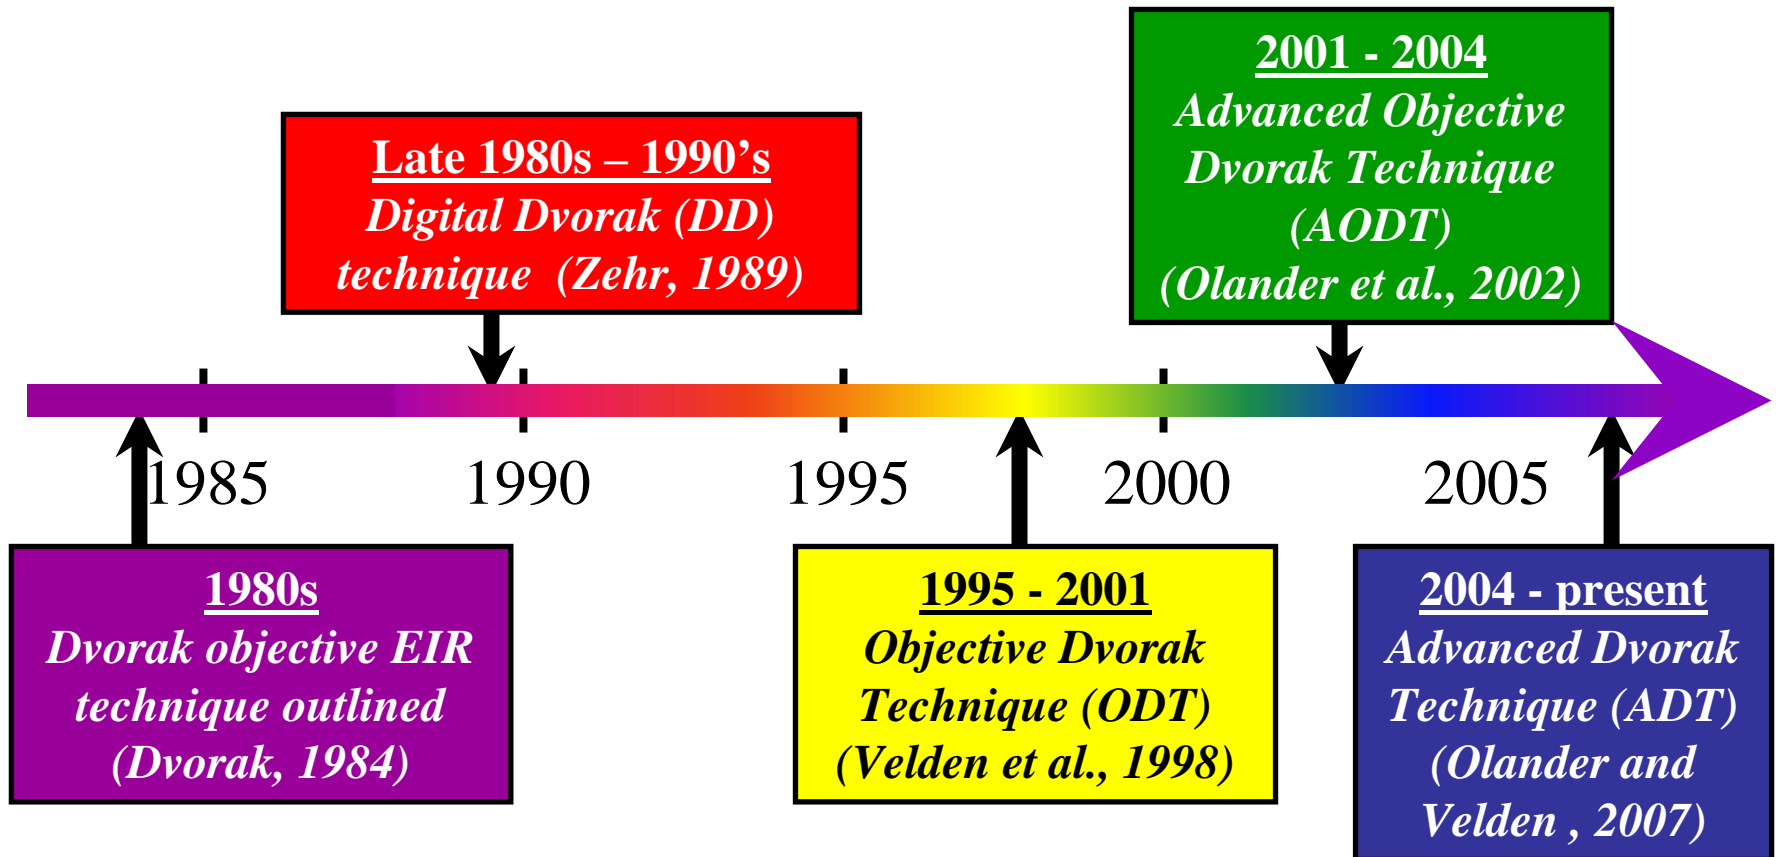 2001 - 2004
Advanced Objective
Dvorak Technique
(AODT)
(Olander et al., 2002)
Late 1980s – 1990’s
Digital Dvorak (DD)
technique (Zehr, 1989)
1985
1990
1995
2000
2005
1980s
Dvorak objective EIR
technique outlined
(Dvorak, 1984)
1995 - 2001
Objective Dvorak
Technique (ODT)
(Velden et al., 1998)
2004 - present
Advanced Dvorak
Technique (ADT)
(Olander and
Velden , 2007)